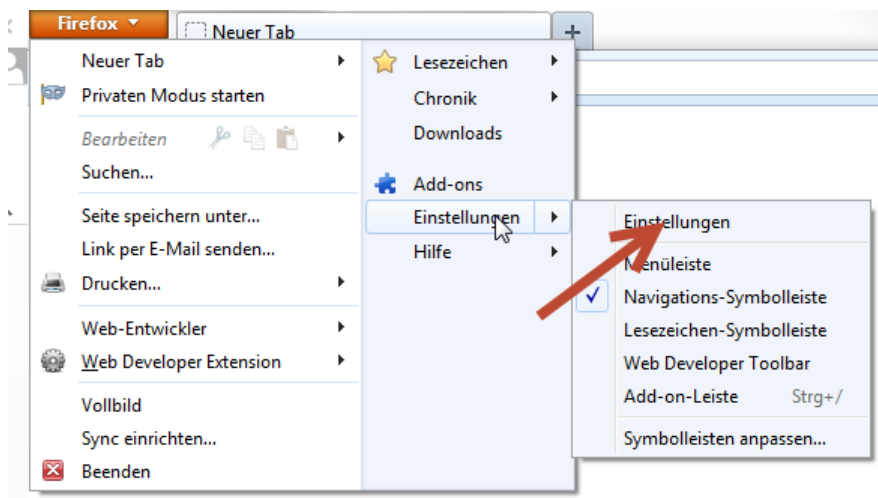 Firefox
Neuer Tab
+
Neuer Tab
Privaten Modus starten
Bearbeiten
Suchen...
Seite speichern unter...
Link per E-Mail senden...
Drucken...
Web-Entwickler
Web Developer Extension
Vollbild
Sync einrichten...
Beenden
Lesezeichen
Chronik
Downloads
Add-ons
Einstellungen
Hilfe
Einstellungen
Menüleiste
Navigations-Symbolleiste
Lesezeichen-Symbolleiste
Web Developer Toolbar
Add-on-Leiste Strg+/
Symbolleisten anpassen...